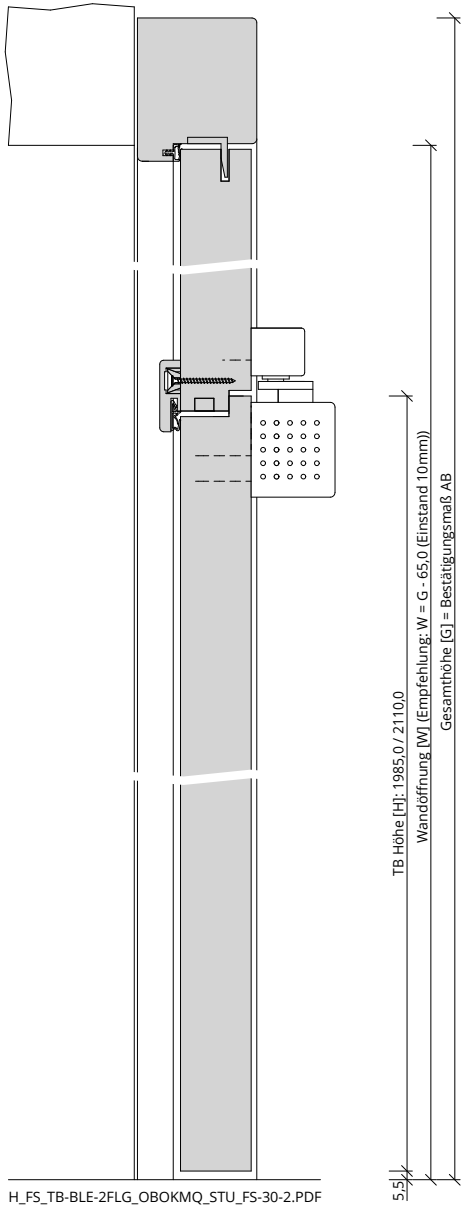 TB Höhe [H]: 1985,0 / 2110,0
Wandöffnung [W] (Empfehlung: W = G - 65,0 (Einstand 10mm))
Gesamthöhe [G] = Bestätigungsmaß AB
5,5
H_FS_TB-BLE-2FLG_OBOKMQ_STU_FS-30-2.PDF